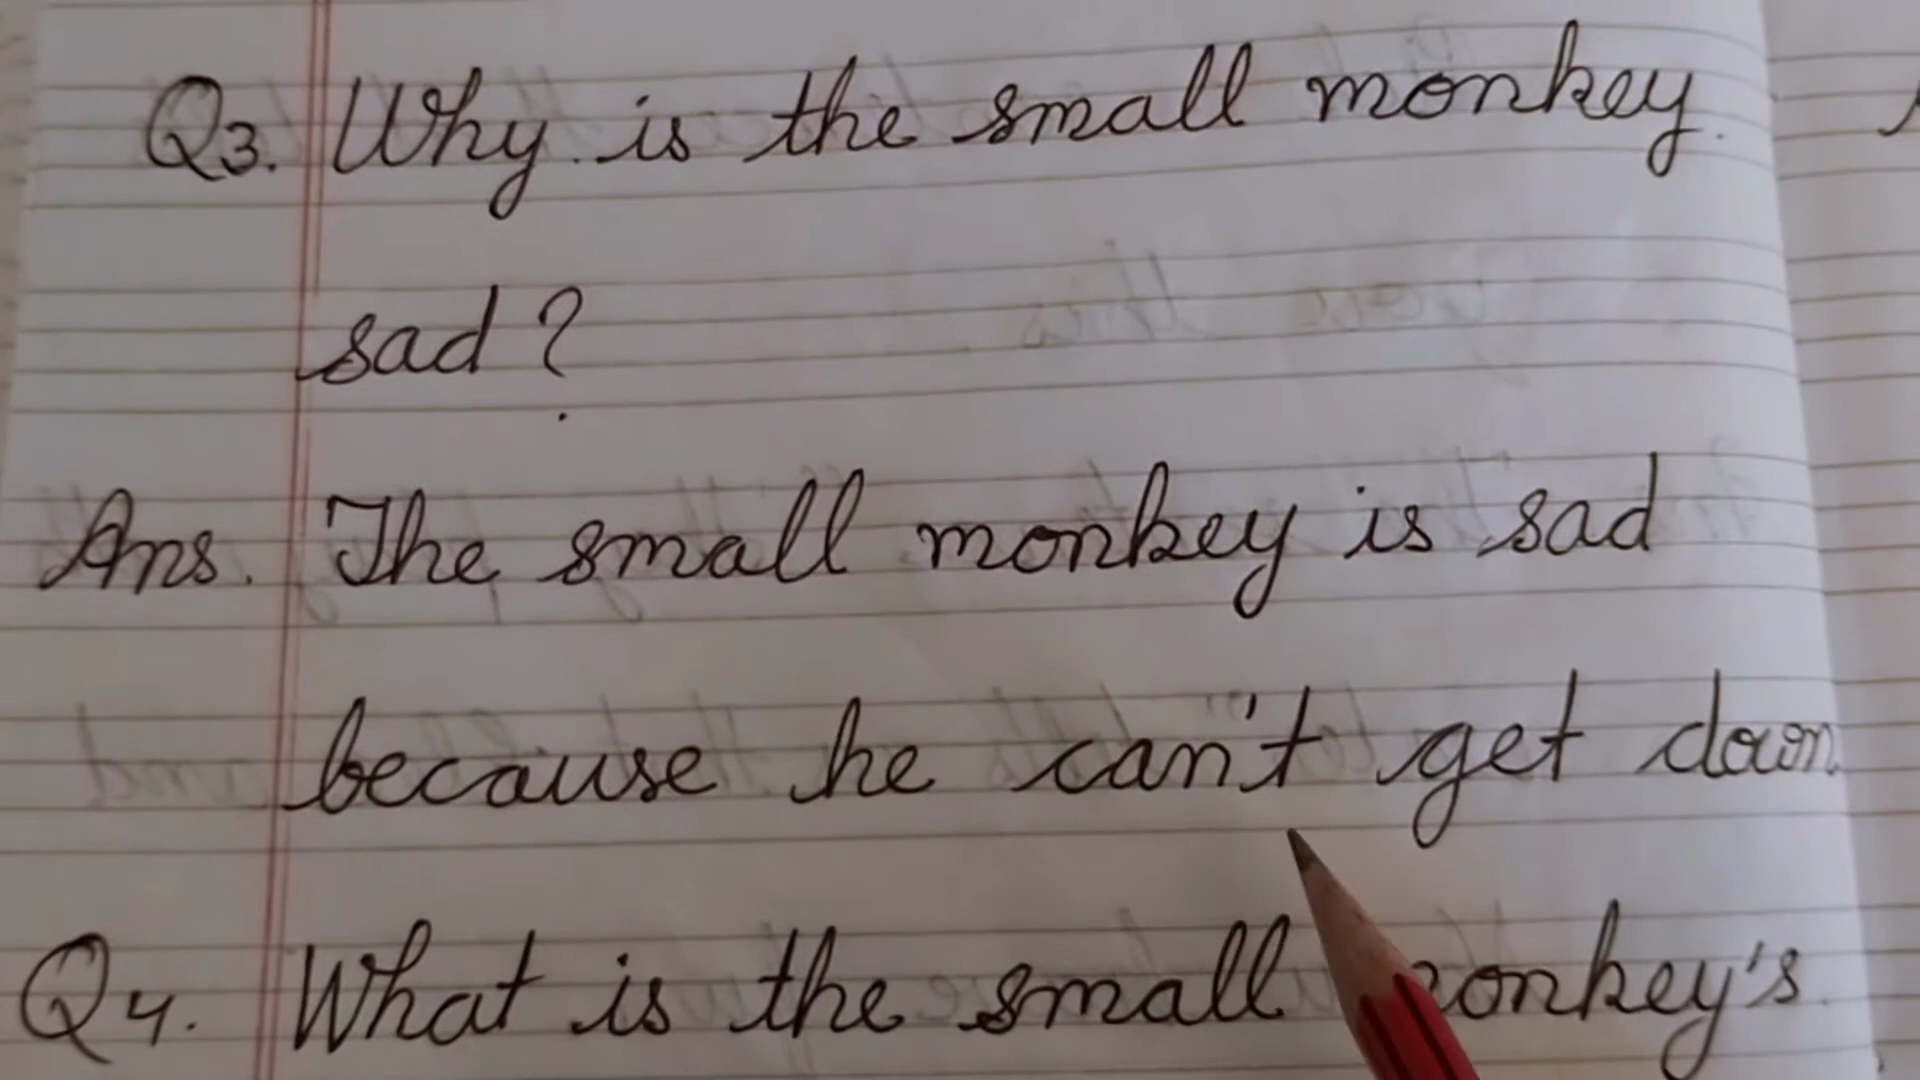 Q3. Why is the small monkey
sad ?
Ans. The small monkey is sad
because he can't get down
Q4. What is the small monkey's